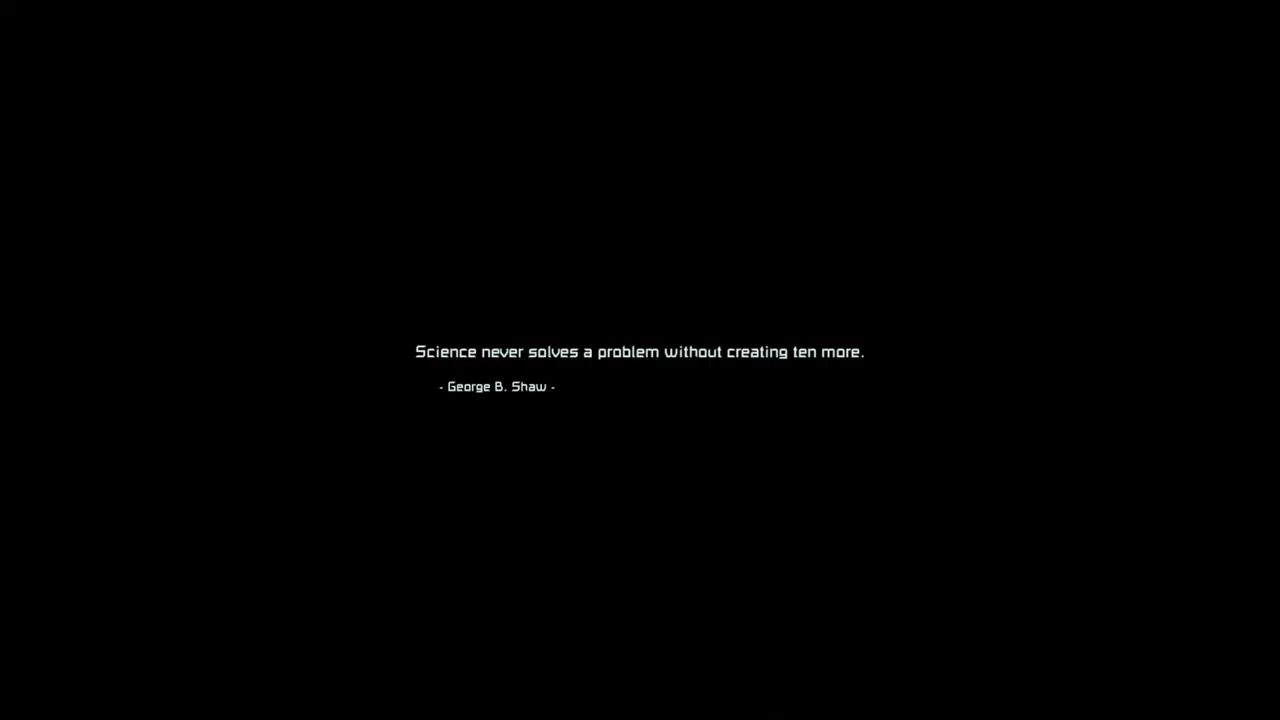 Science never solves a problem without creating ten more.
- George B. Shaw -